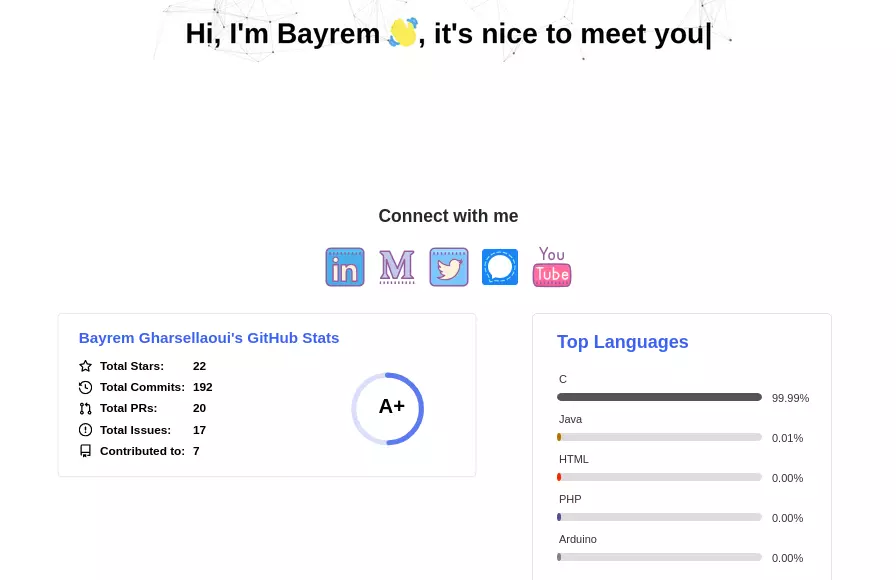 Hi, I'm Bayrem 👋, it's nice to meet you|
Connect with me
in
M
You
Tube
Bayrem Gharsellaoui's GitHub Stats
Total Stars: 22
Total Commits: 192
Total PRs: 20
Total Issues: 17
Contributed to: 7
A+
Top Languages
C
99.99%
Java
0.01%
HTML
0.00%
PHP
0.00%
Arduino
0.00%